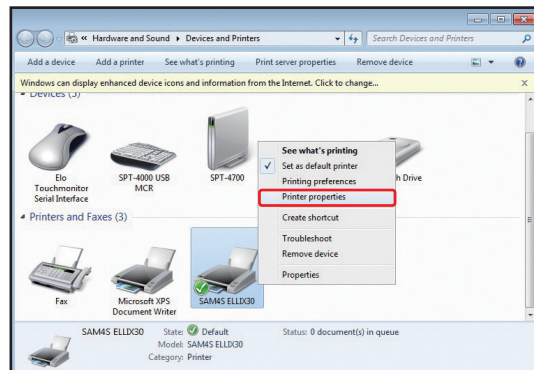 « Hardware and Sound ▸ Devices and Printers
Search Devices and Printers
Add a device Add a printer See what's printing Print server properties Remove device
Windows can display enhanced device icons and information from the Internet. Click to change...
Devices (5)
Elo Touchmonitor Serial Interface
SPT-4000 USB MCR
SPT-4700
h Drive
See what's printing
Set as default printer
Printing preferences
Printer properties
Create shortcut
Troubleshoot
Remove device
Properties
Printers and Faxes (3)
Fax
Microsoft XPS Document Writer
SAM4S ELLIX30
SAM4S ELLIX30 State: Default Status: 0 document(s) in queue
Model: SAM4S ELLIX30
Category: Printer